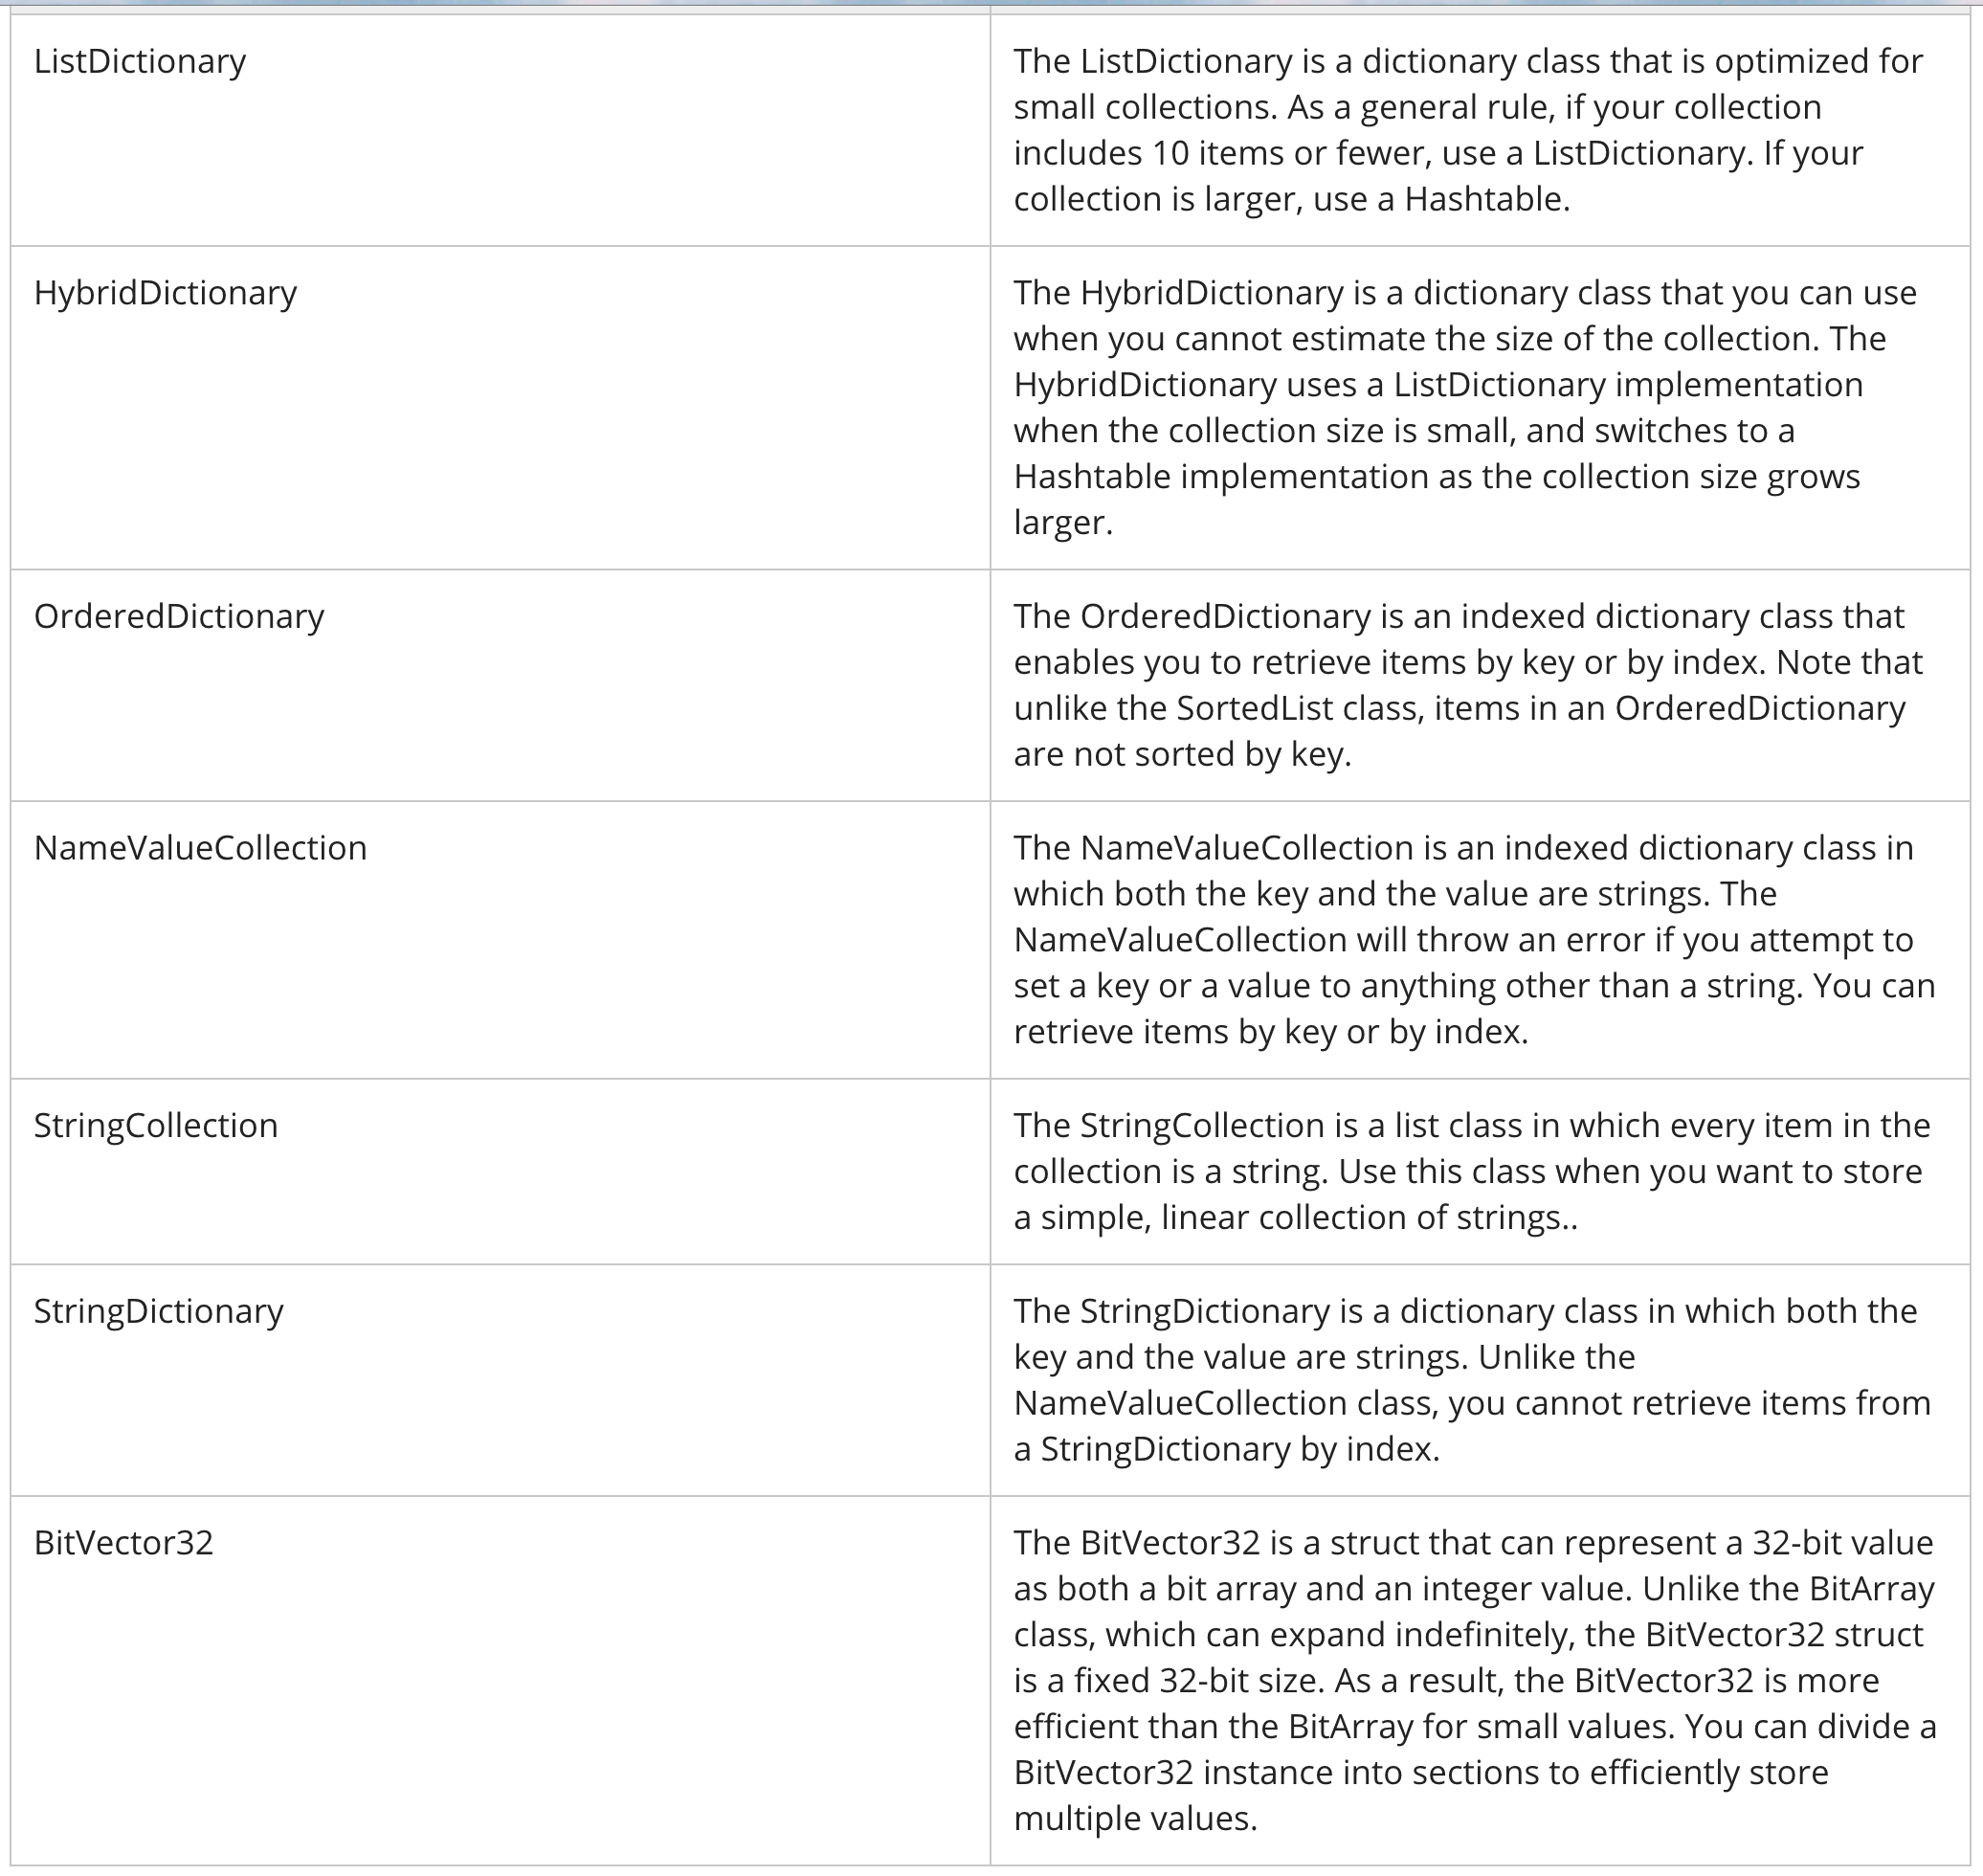 ListDictionary
The ListDictionary is a dictionary class that is optimized for
small collections. As a general rule, if your collection
includes 10 items or fewer, use a ListDictionary. If your
collection is larger, use a Hashtable.
HybridDictionary
The HybridDictionary is a dictionary class that you can use
when you cannot estimate the size of the collection. The
HybridDictionary uses a ListDictionary implementation
when the collection size is small, and switches to a
Hashtable implementation as the collection size grows
larger.
OrderedDictionary
The OrderedDictionary is an indexed dictionary class that
enables you to retrieve items by key or by index. Note that
unlike the SortedList class, items in an OrderedDictionary
are not sorted by key.
NameValueCollection
The NameValueCollection is an indexed dictionary class in
which both the key and the value are strings. The
NameValueCollection will throw an error if you attempt to
set a key or a value to anything other than a string. You can
retrieve items by key or by index.
StringCollection
The StringCollection is a list class in which every item in the
collection is a string. Use this class when you want to store
a simple, linear collection of strings..
StringDictionary
The StringDictionary is a dictionary class in which both the
key and the value are strings. Unlike the
NameValueCollection class, you cannot retrieve items from
a StringDictionary by index.
BitVector32
The BitVector32 is a struct that can represent a 32-bit value
as both a bit array and an integer value. Unlike the BitArray
class, which can expand indefinitely, the BitVector32 struct
is a fixed 32-bit size. As a result, the BitVector32 is more
efficient than the BitArray for small values. You can divide a
BitVector32 instance into sections to efficiently store
multiple values.